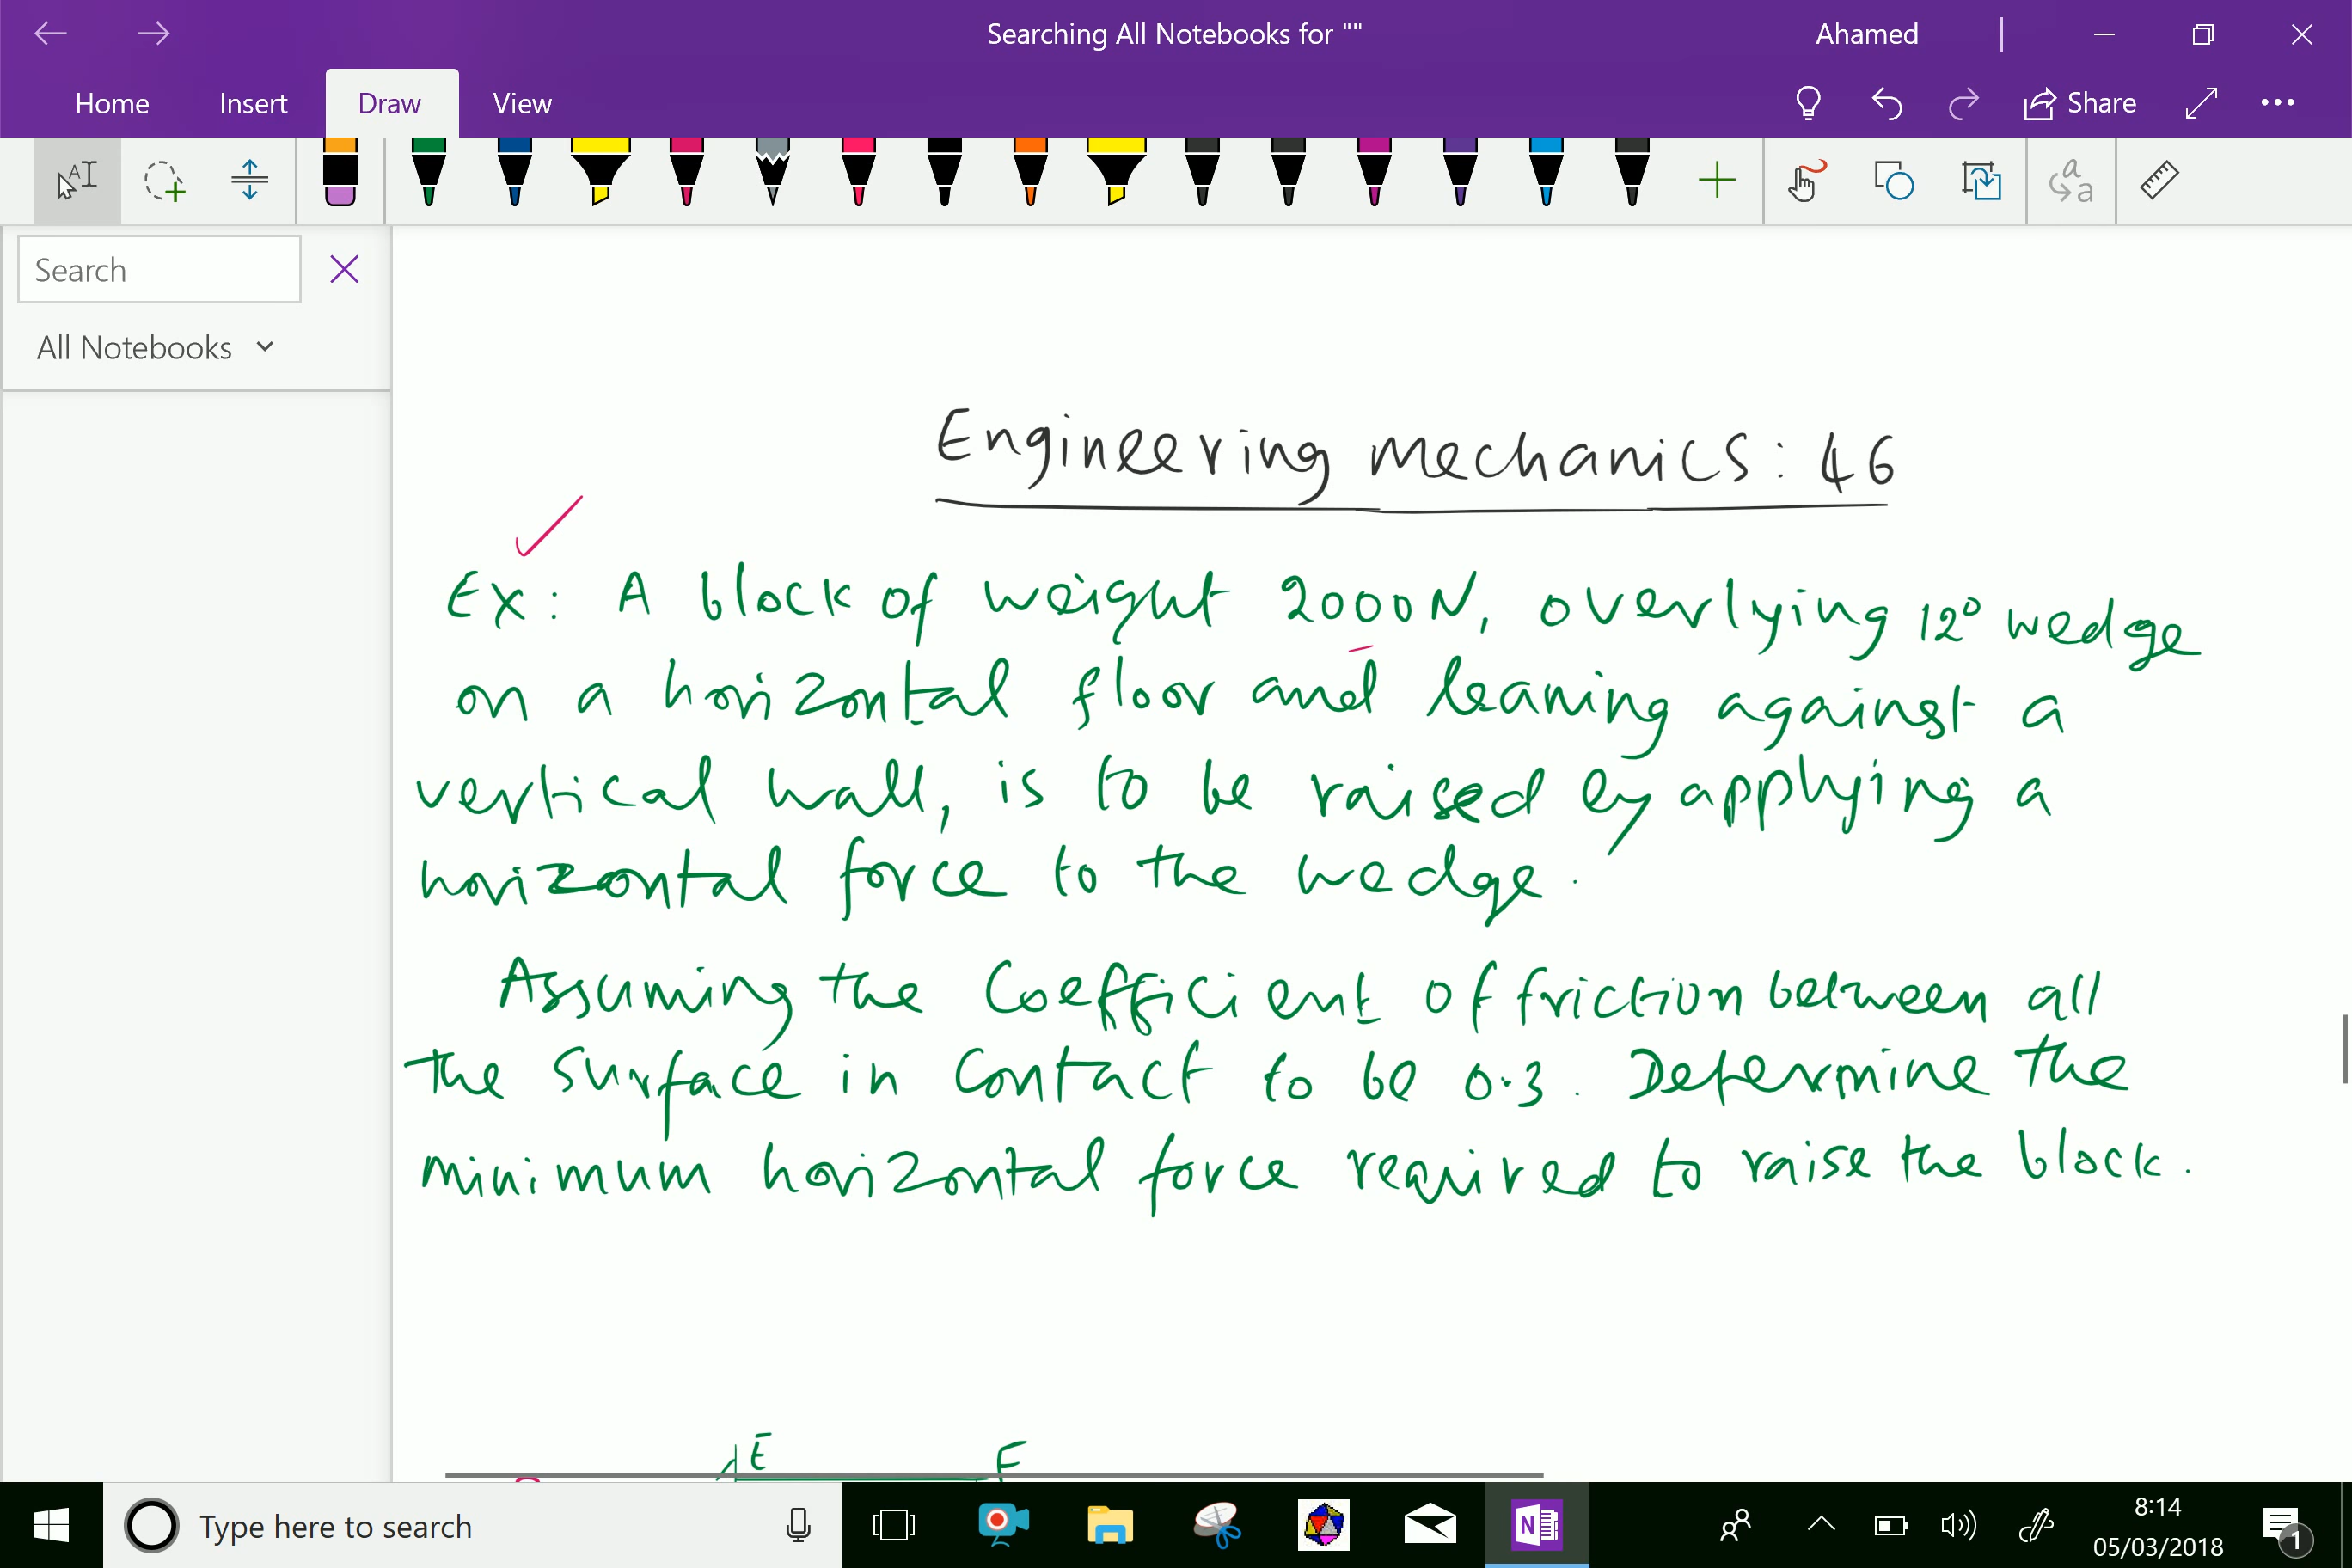 Searching All Notebooks for ""
Ahamed
Home Insert Draw View
Share
Search
All Notebooks
Engineering Mechanics: 46
Ex: A block of weight 2000N, overlying 12° wedge
on a horizontal floor and leaning against a
vertical wall, is to be raised by applying a
horizontal force to the wedge.
Assuming the Coefficient of friction between all
the surface in Contact to be 0.3. Determine the
minimum horizontal force required to raise the block.
E F
Type here to search
N
8:14
05/03/2018
1